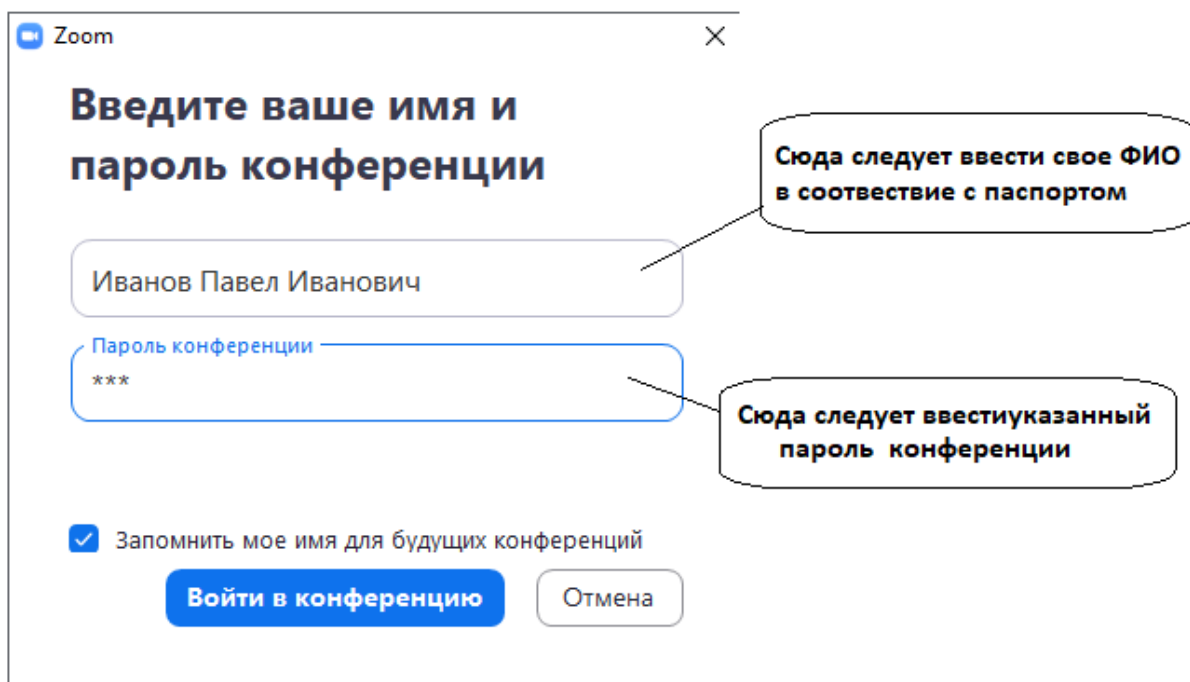 Zoom
Введите ваше имя и
пароль конференции
Сюда следует ввести свое ФИО
в соотвествие с паспортом
Иванов Павел Иванович
Пароль конференции
***
Сюда следует ввестиуказанный
пароль конференции
Запомнить мое имя для будущих конференций
Войти в конференцию
Отмена